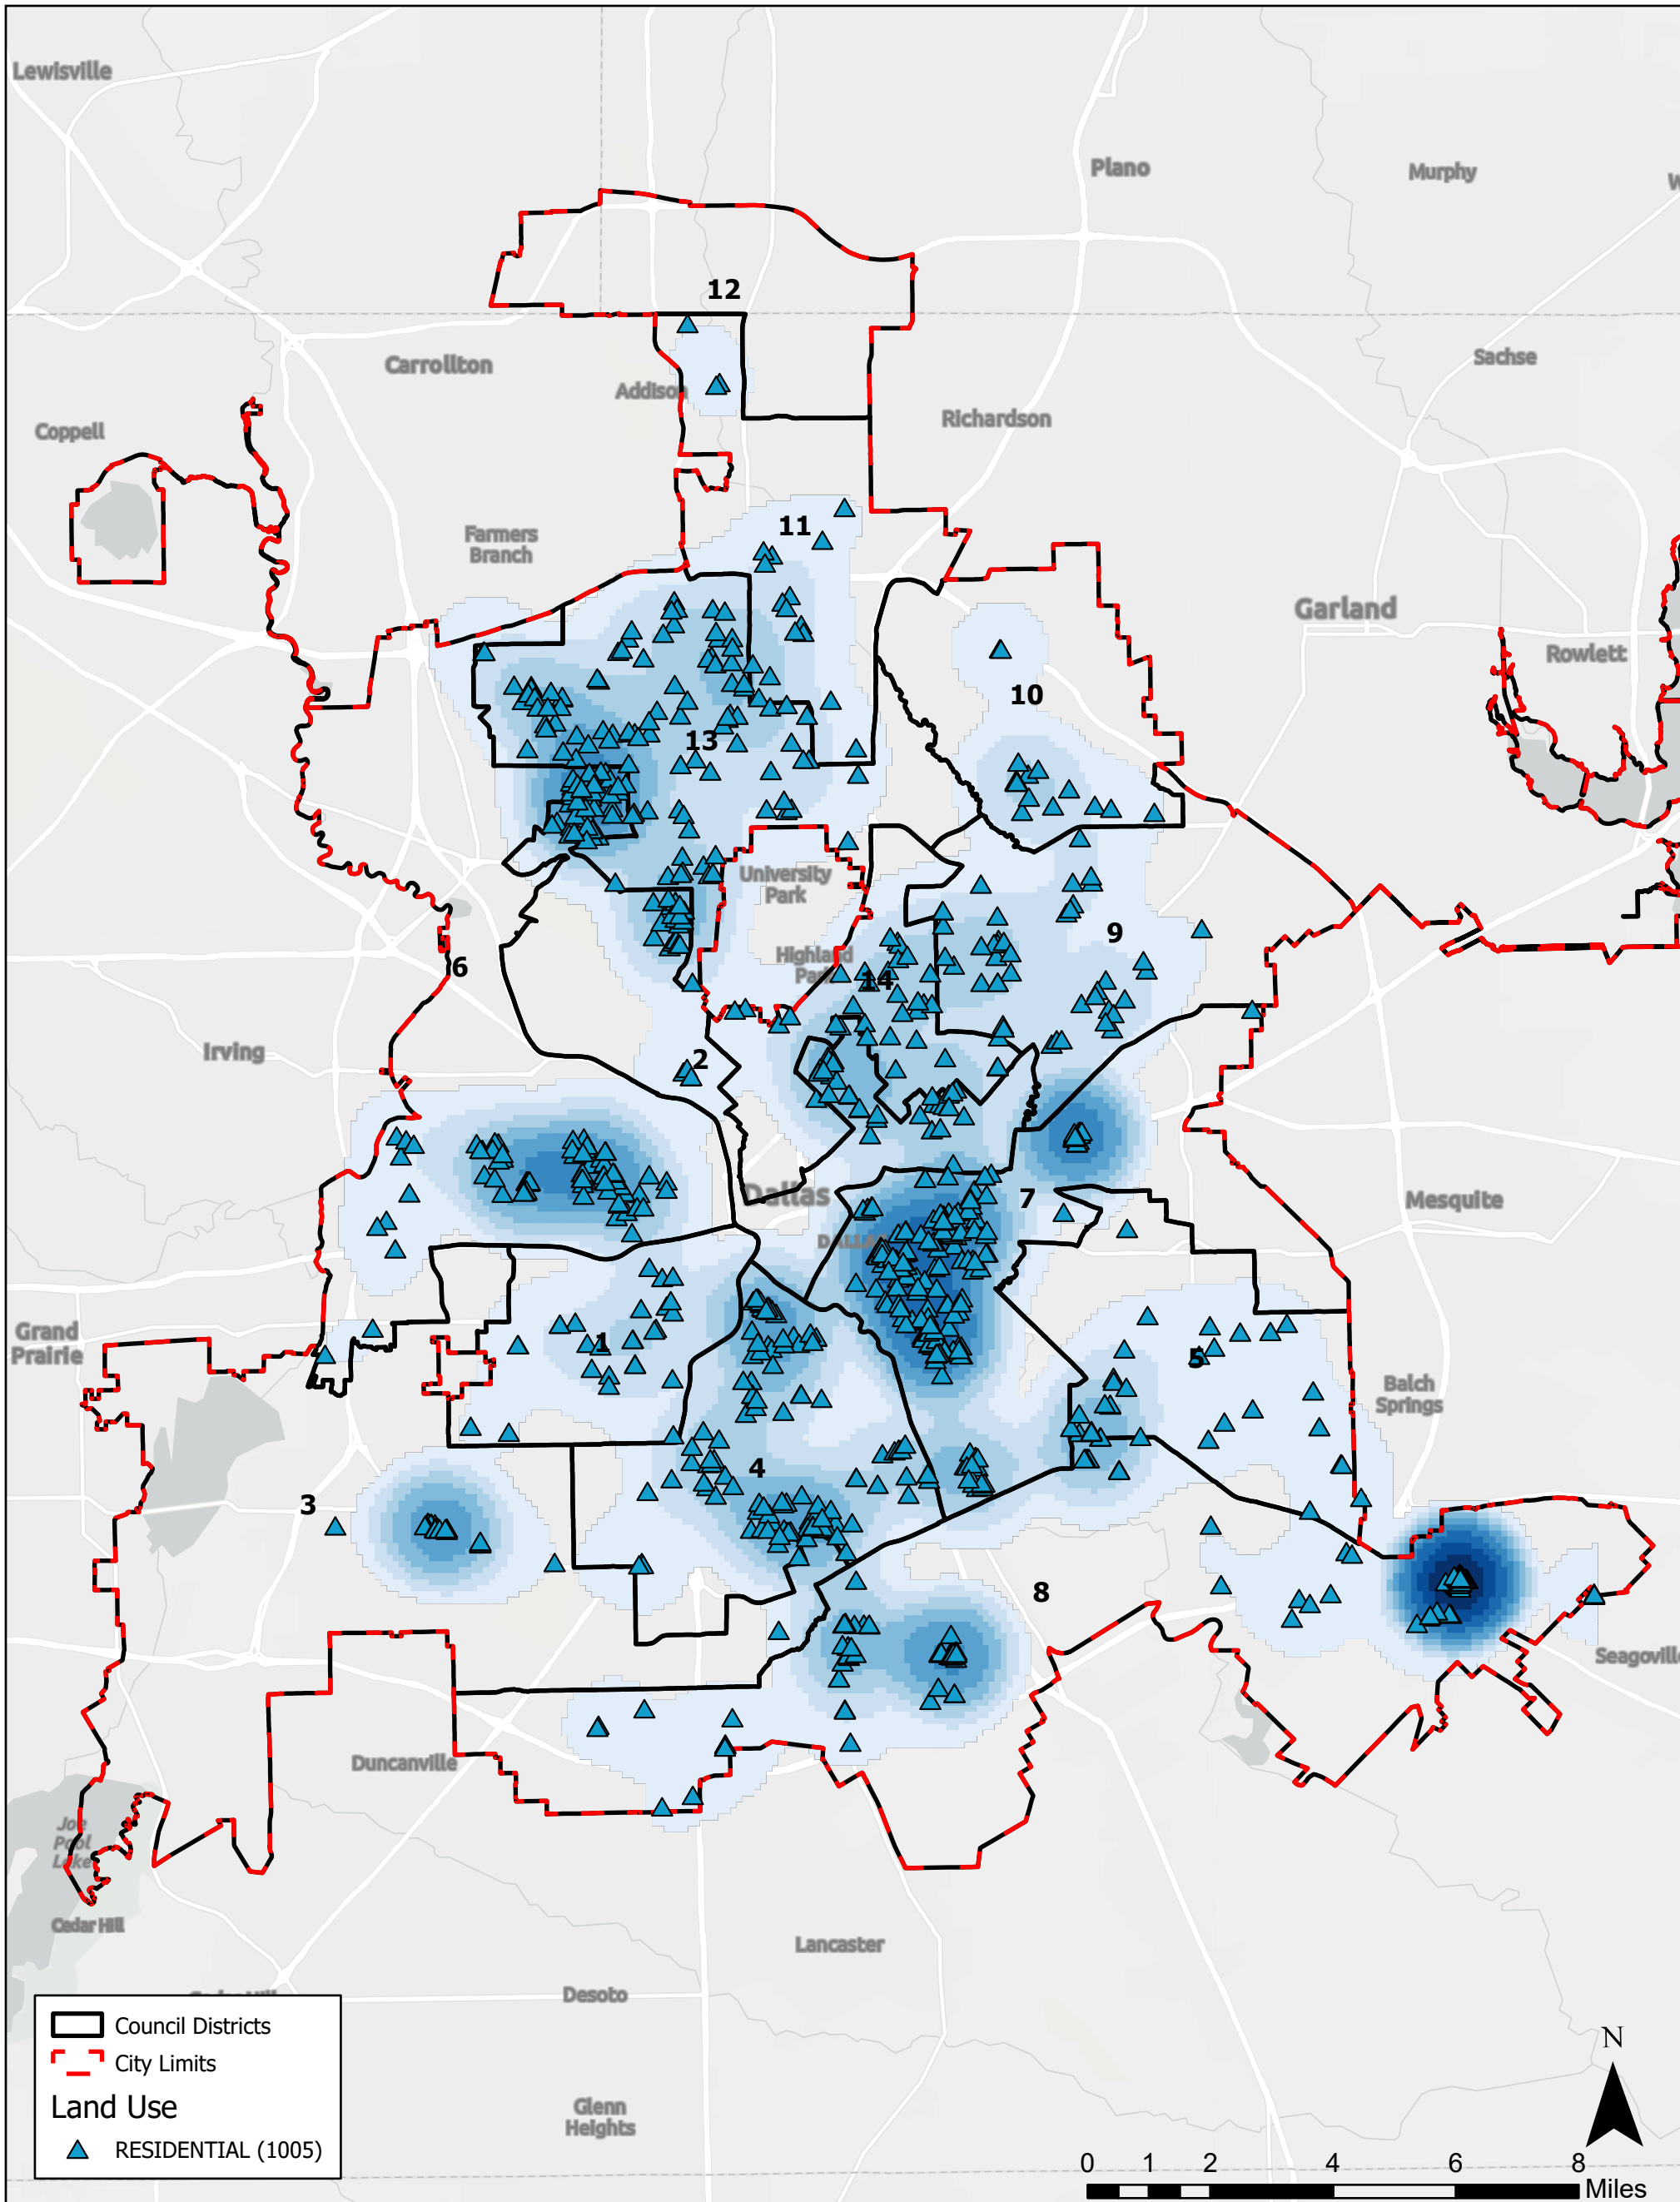 Lewisville
Plano
Murphy
W
12
Carrollton
Sachse
Addison
Richardson
Coppell
11
Farmers
Branch
Garland
Rowlett
10
13
University
Park
9
Highland
Park
14
6
Irving
2
Dallas
7
Mesquite
Grand
Prairie
1
5
Balch
Springs
4
3
8
Seagoville
Duncanville
Joe
Pool
Lake
Cedar Hill
Lancaster
Desoto
Glenn
Heights
Council Districts
City Limits
Land Use
RESIDENTIAL (1005)
N
0 1 2 4 6 8
Miles